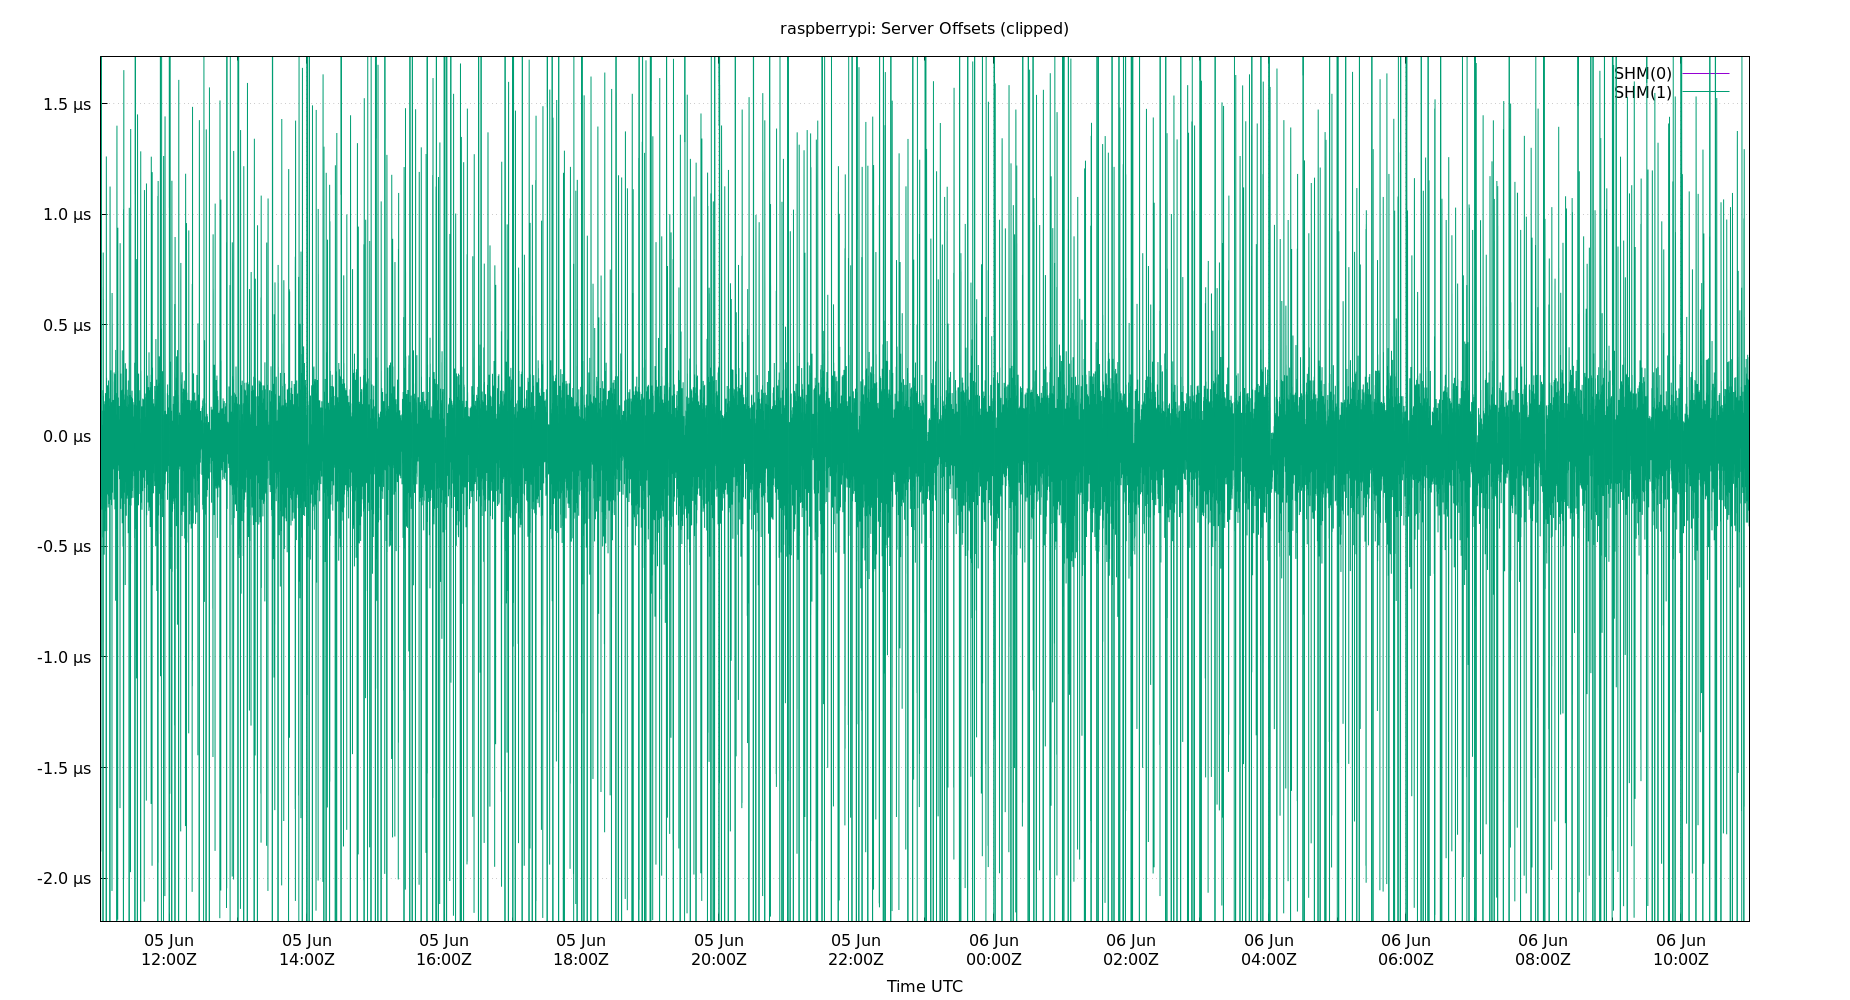 raspberrypi: Server Offsets (clipped)
SHM(0)
SHM(1)
1.5 µs
1.0 µs
0.5 µs
0.0 µs
-0.5 µs
-1.0 µs
-1.5 µs
-2.0 µs
05 Jun 05 Jun 05 Jun 05 Jun 05 Jun 05 Jun 06 Jun 06 Jun 06 Jun 06 Jun 06 Jun 06 Jun
12:00Z 14:00Z 16:00Z 18:00Z 20:00Z 22:00Z 00:00Z 02:00Z 04:00Z 06:00Z 08:00Z 10:00Z
Time UTC